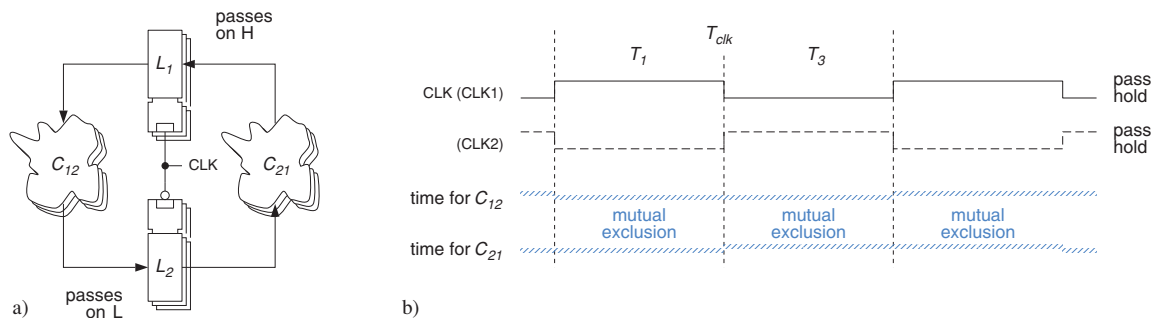 passes
on H
L1
C12
CLK
C21
L2
passes
on L
a)
Tclk
T1
T3
CLK (CLK1)
pass
hold
(CLK2)
pass
hold
time for C12
mutual
exclusion
mutual
exclusion
mutual
exclusion
time for C21
b)